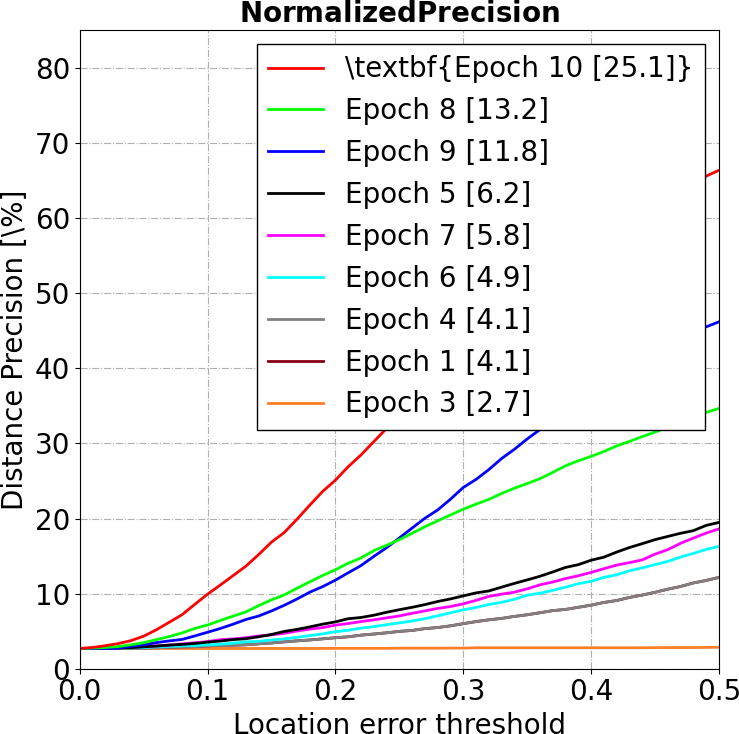 NormalizedPrecision
Distance Precision [\%]
80
70
60
50
40
30
20
10
0
\textbf{Epoch 10 [25.1]}
Epoch 8 [13.2]
Epoch 9 [11.8]
Epoch 5 [6.2]
Epoch 7 [5.8]
Epoch 6 [4.9]
Epoch 4 [4.1]
Epoch 1 [4.1]
Epoch 3 [2.7]
0.0 0.1 0.2 0.3 0.4 0.5
Location error threshold